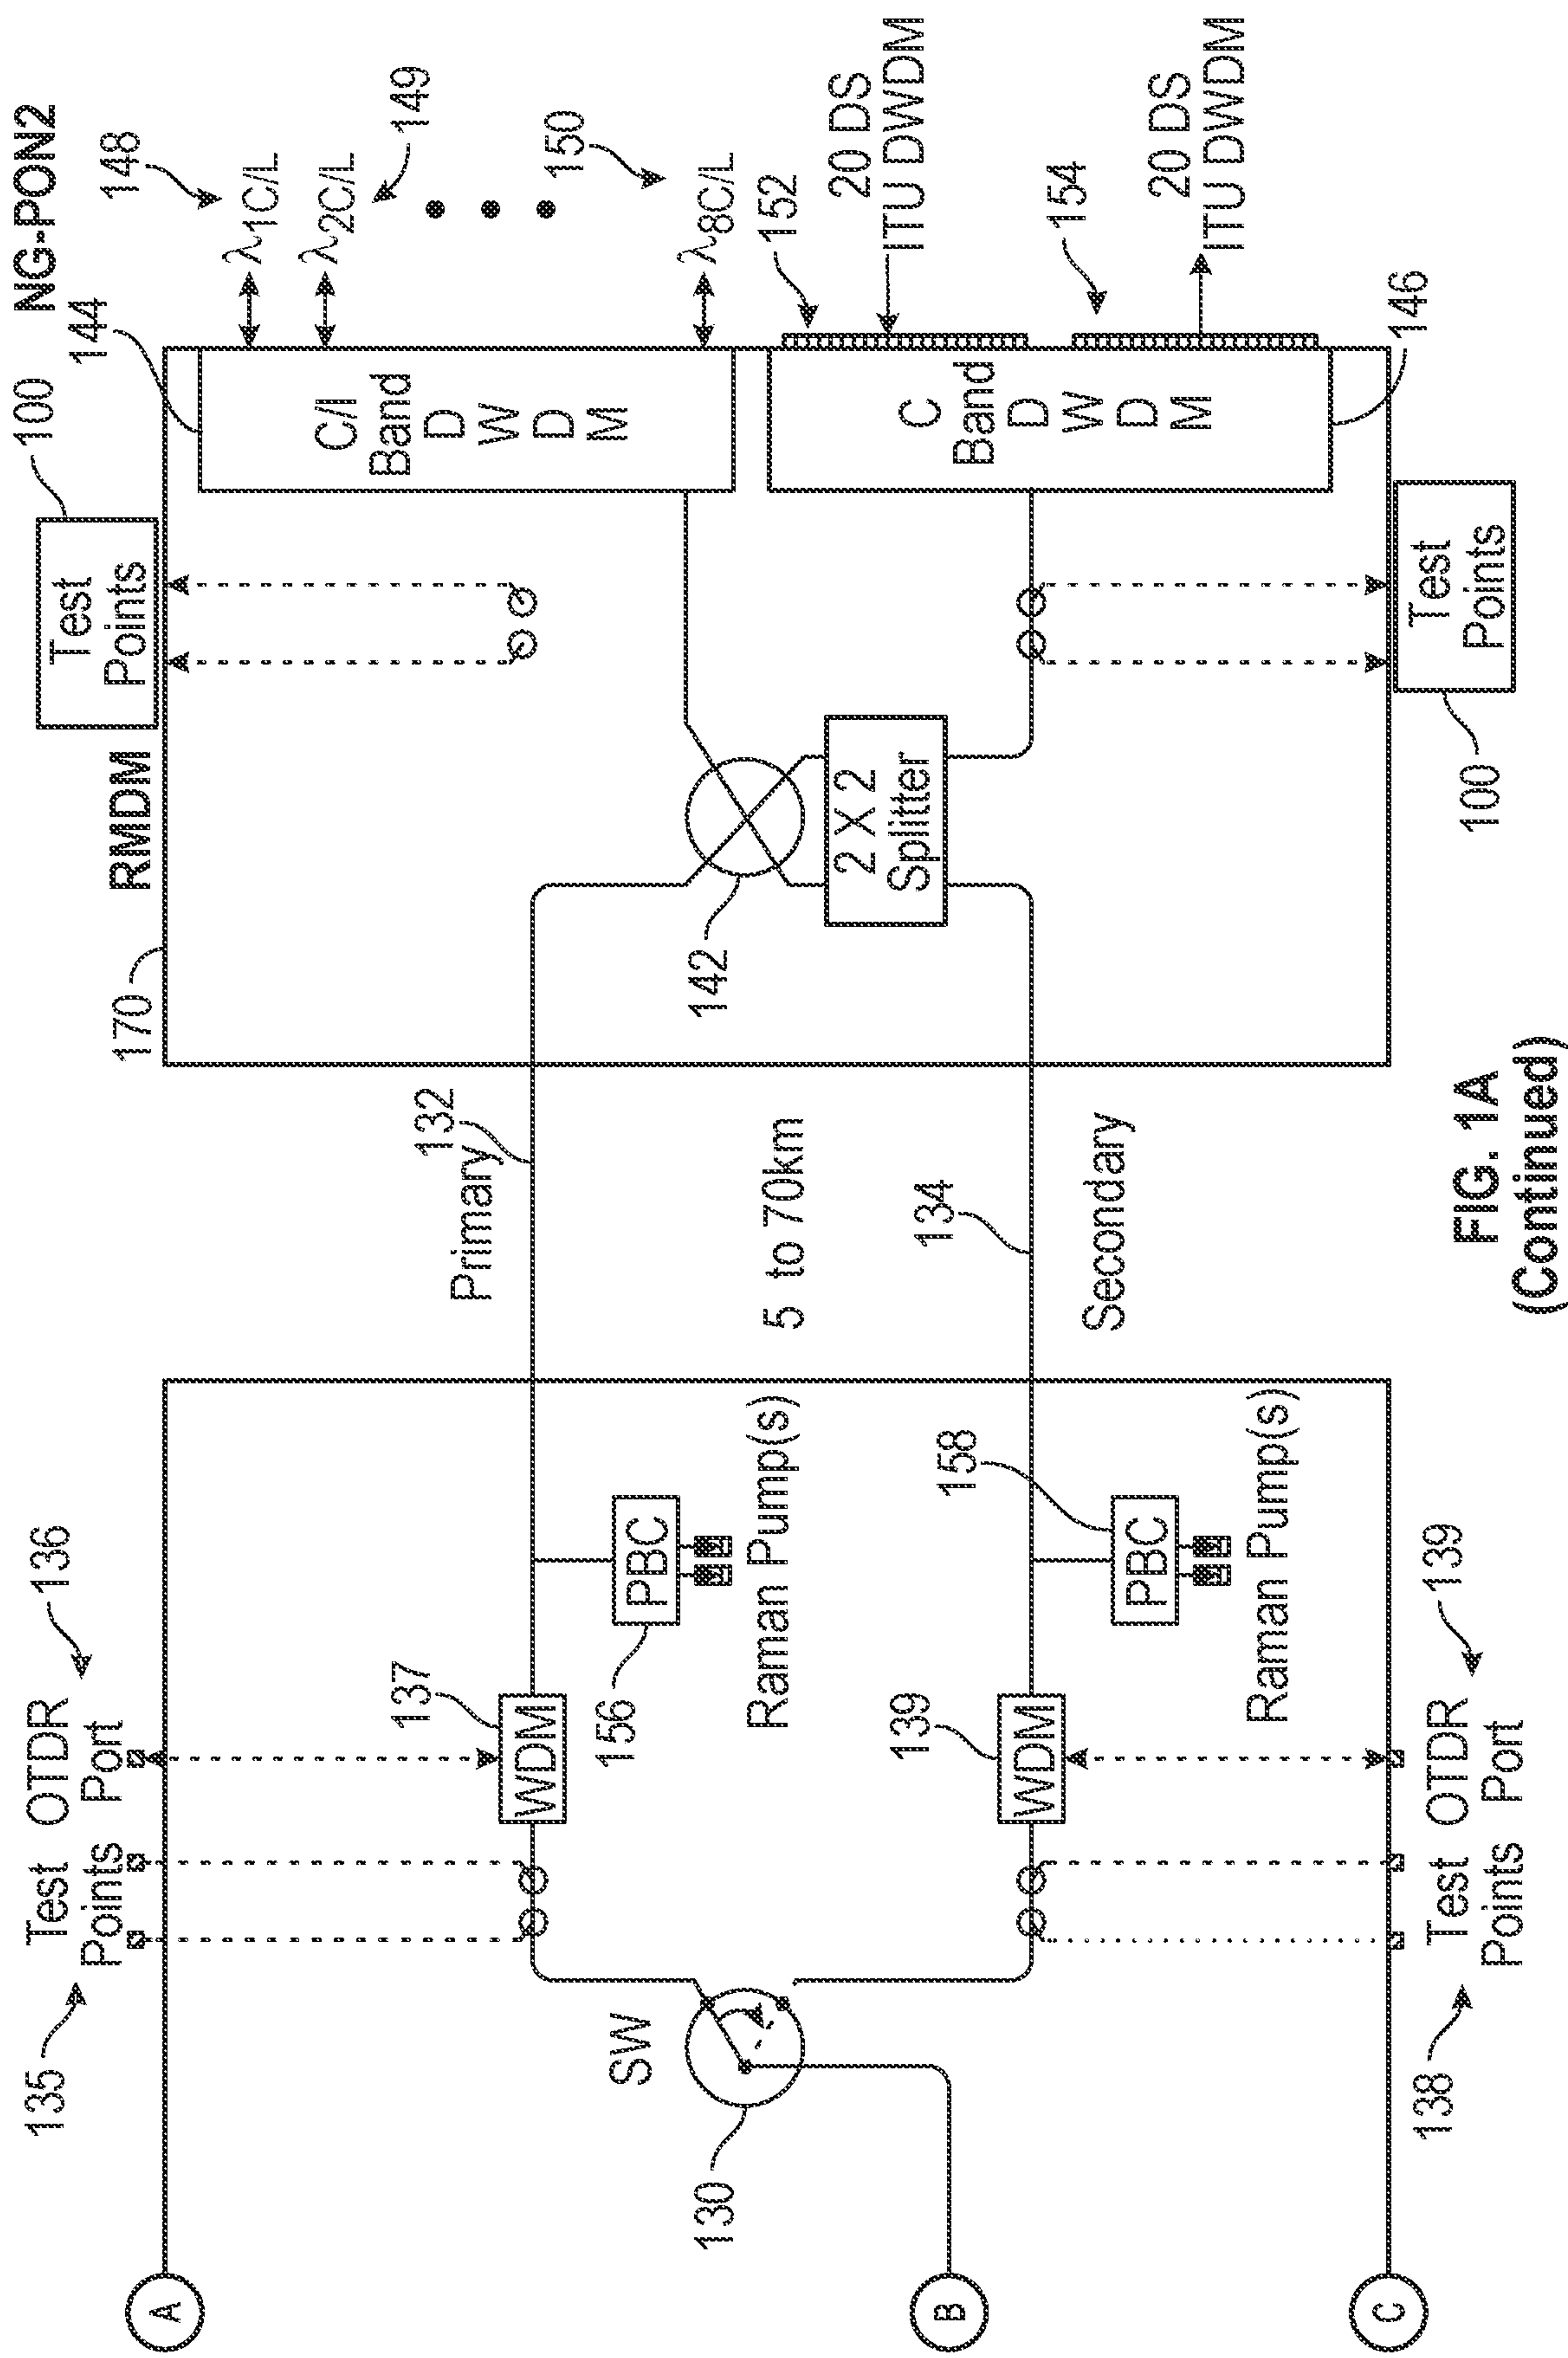 NG-PON2
135
136
Test
Points
OTDR
Port
RMDM
170
Test
Points
100
144
148
λ1C/L
λ2C/L
149
150
λ8C/L
C/l
Band
D
W
D
M
137
WDM
Primary
132
SW
130
156
PBC
Raman Pump(s)
5 to 70km
142
2 X 2
Splitter
C
Band
D
W
D
M
152
20 DS
ITU DWDM
154
20 DS
ITU DWDM
146
139
WDM
158
PBC
Raman Pump(s)
134
Secondary
Test
Points
100
138
Test
Points
OTDR
Port
139
A
B
C
FIG. 1A
(Continued)